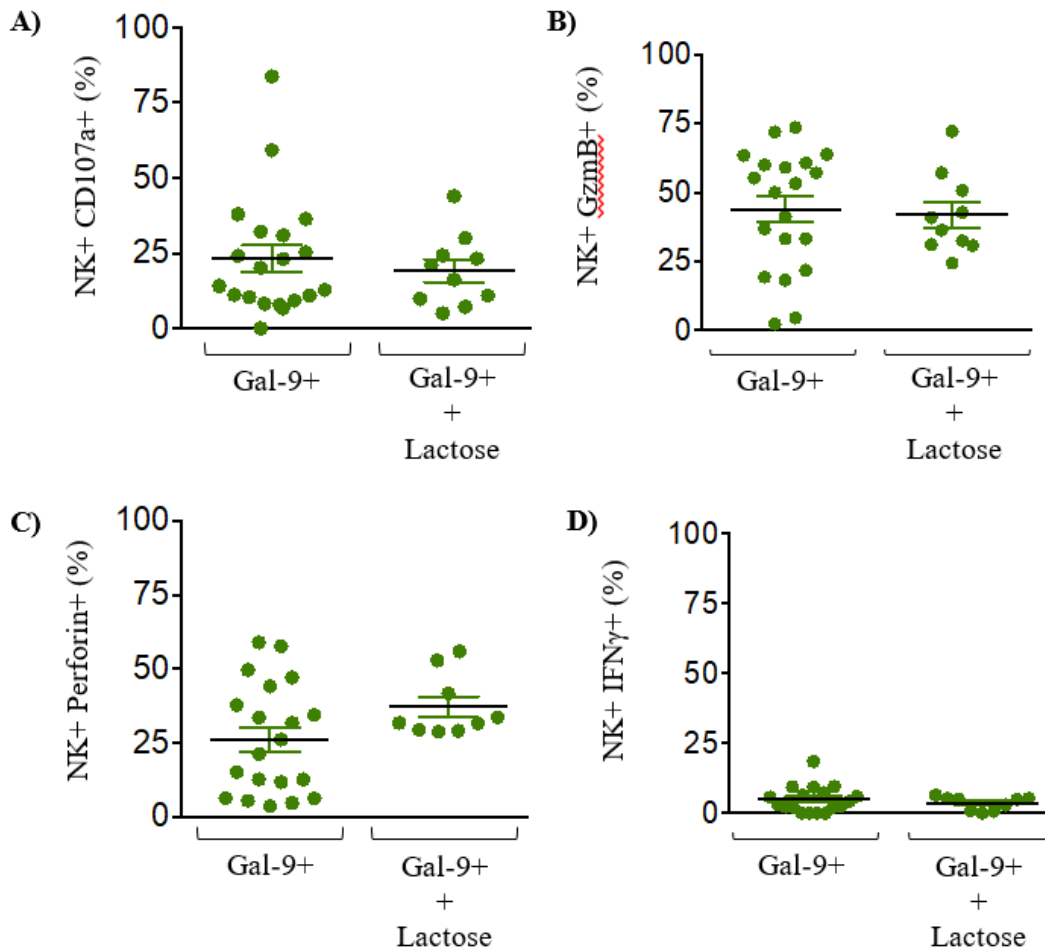 A)
NK+ CD107a+ (%)
100
75
50
25
0
Gal-9+
Gal-9+
+
Lactose
B)
NK+ GzmB+ (%)
100
75
50
25
0
Gal-9+
Gal-9+
+
Lactose
C)
NK+ Perforin+ (%)
100
75
50
25
0
Gal-9+
Gal-9+
+
Lactose
D)
NK+ IFNγ+ (%)
100
75
50
25
0
Gal-9+
Gal-9+
+
Lactose